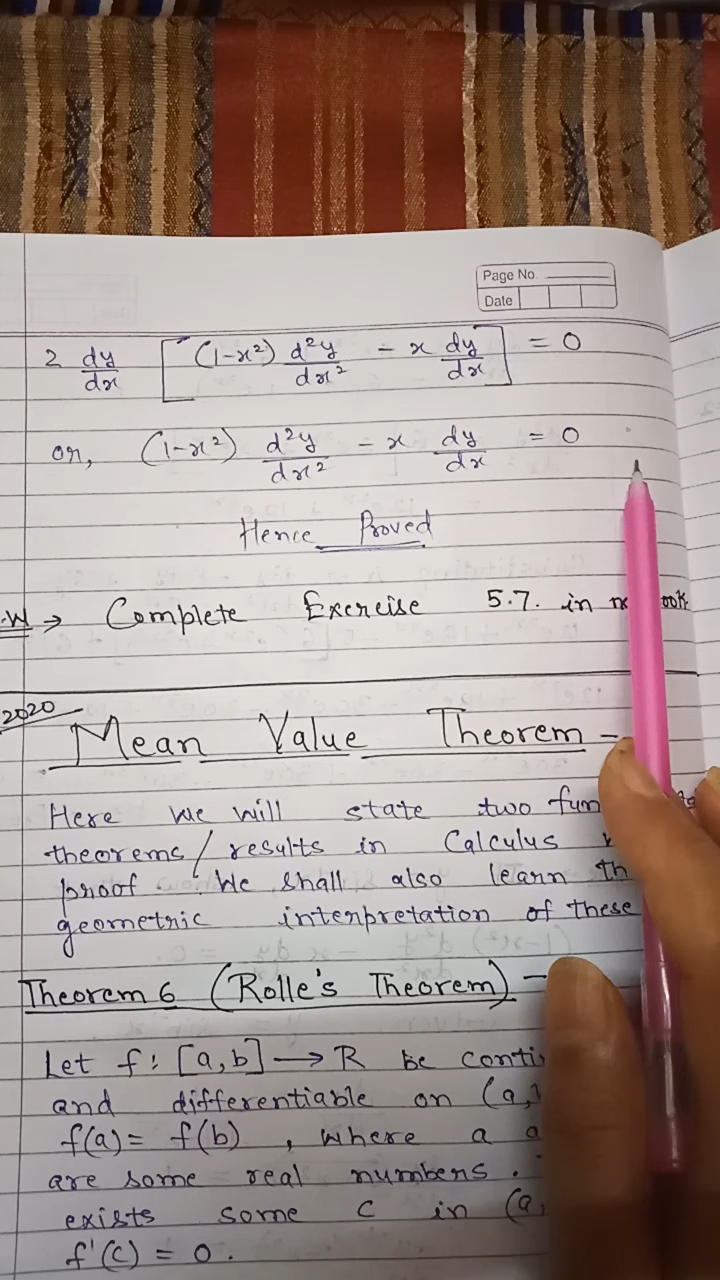 Page No.
Date
2 dy/dx [(1-x²) d²y/dx² - x dy/dx] = 0
or, (1-x²) d²y/dx² - x dy/dx = 0
Hence Proved
.W → Complete Exercise 5.7. in
2020
Mean Value Theorem -
Here we will state two
theorems/results in Calculus
proof. We shall also learn
geometric interpretation of these
Theorem 6 (Rolle's Theorem) -
Let f: [a,b] → R be
and differentiable on (a,
f(a) = f(b), where a
are some real numbers.
exists some c in (a,
f'(c) = 0.